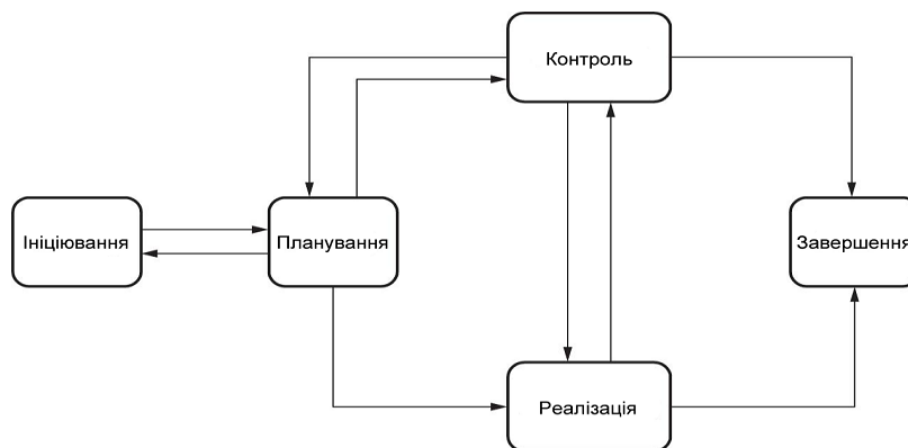 Контроль
Ініціювання
Планування
Завершення
Реалізація